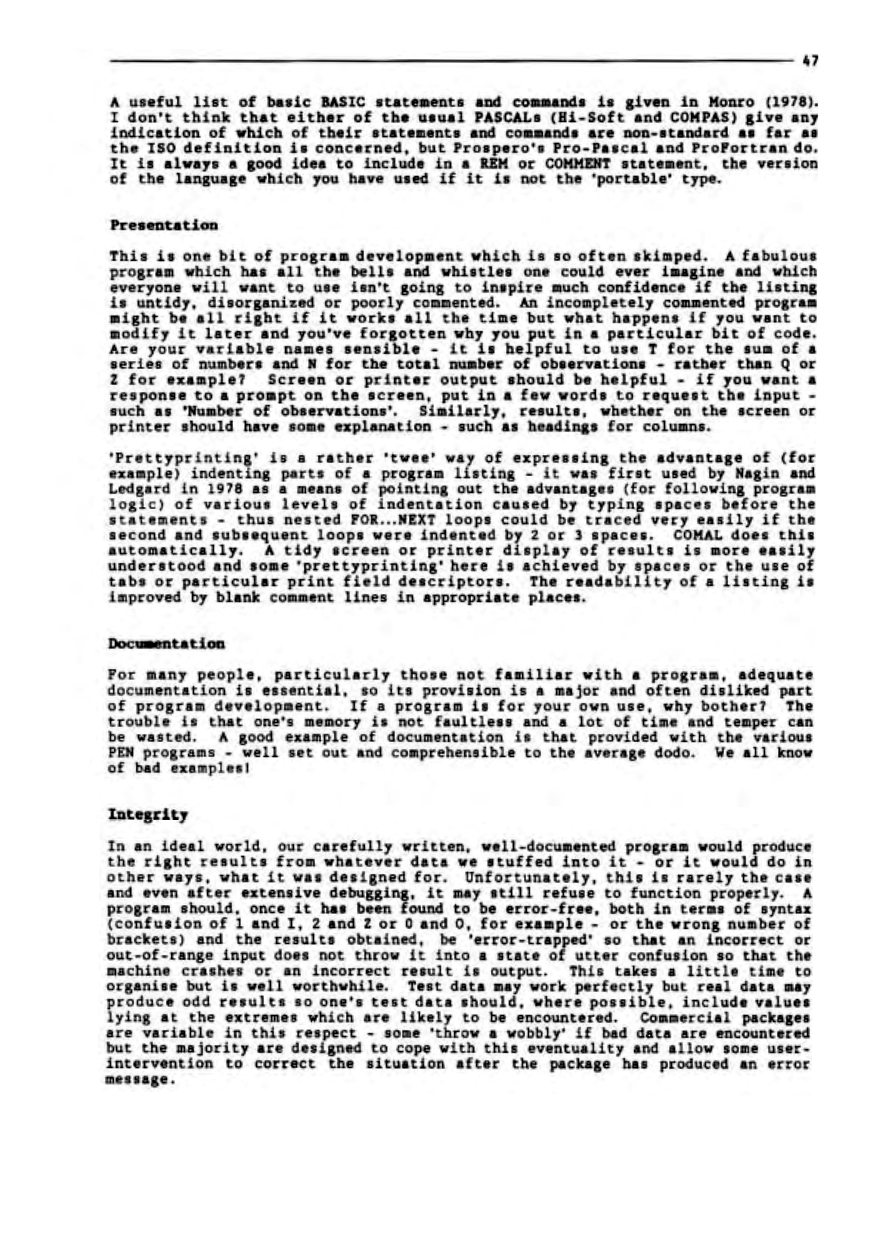 47
A useful list of basic BASIC statements and commands is given in Monro (1978).
I don't think that either of the usual PASCALs (Hi-Soft and COMPAS) give any
indication of which of their statements and commands are non-standard as far as
the ISO definition is concerned, but Prospero's Pro-Pascal and ProFortran do.
It is always a good idea to include in a REM or COMMENT statement, the version
of the language which you have used if it is not the 'portable' type.
Presentation
This is one bit of program development which is so often skimped. A fabulous
program which has all the bells and whistles one could ever imagine and which
everyone will want to use isn't going to inspire much confidence if the listing
is untidy, disorganized or poorly commented. An incompletely commented program
might be all right if it works all the time but what happens if you want to
modify it later and you've forgotten why you put in a particular bit of code.
Are your variable names sensible - it is helpful to use T for the sum of a
series of numbers and N for the total number of observations - rather than Q or
Z for example? Screen or printer output should be helpful - if you want a
response to a prompt on the screen, put in a few words to request the input -
such as 'Number of observations'. Similarly, results, whether on the screen or
printer should have some explanation - such as headings for columns.
'Prettyprinting' is a rather 'twee' way of expressing the advantage of (for
example) indenting parts of a program listing - it was first used by Nagin and
Ledgard in 1978 as a means of pointing out the advantages (for following program
logic) of various levels of indentation caused by typing spaces before the
statements - thus nested FOR...NEXT loops could be traced very easily if the
second and subsequent loops were indented by 2 or 3 spaces. COMAL does this
automatically. A tidy screen or printer display of results is more easily
understood and some 'prettyprinting' here is achieved by spaces or the use of
tabs or particular print field descriptors. The readability of a listing is
improved by blank comment lines in appropriate places.
Documentation
For many people, particularly those not familiar with a program, adequate
documentation is essential, so its provision is a major and often disliked part
of program development. If a program is for your own use, why bother? The
trouble is that one's memory is not faultless and a lot of time and temper can
be wasted. A good example of documentation is that provided with the various
PEN programs - well set out and comprehensible to the average dodo. We all know
of bad examples!
Integrity
In an ideal world, our carefully written, well-documented program would produce
the right results from whatever data we stuffed into it - or it would do in
other ways, what it was designed for. Unfortunately, this is rarely the case
and even after extensive debugging, it may still refuse to function properly. A
program should, once it has been found to be error-free, both in terms of syntax
(confusion of 1 and I, 2 and Z or 0 and O, for example - or the wrong number of
brackets) and the results obtained, be 'error-trapped' so that an incorrect or
out-of-range input does not throw it into a state of utter confusion so that the
machine crashes or an incorrect result is output. This takes a little time to
organise but is well worthwhile. Test data may work perfectly but real data may
produce odd results so one's test data should, where possible, include values
lying at the extremes which are likely to be encountered. Commercial packages
are variable in this respect - some 'throw a wobbly' if bad data are encountered
but the majority are designed to cope with this eventuality and allow some user-
intervention to correct the situation after the package has produced an error
message.